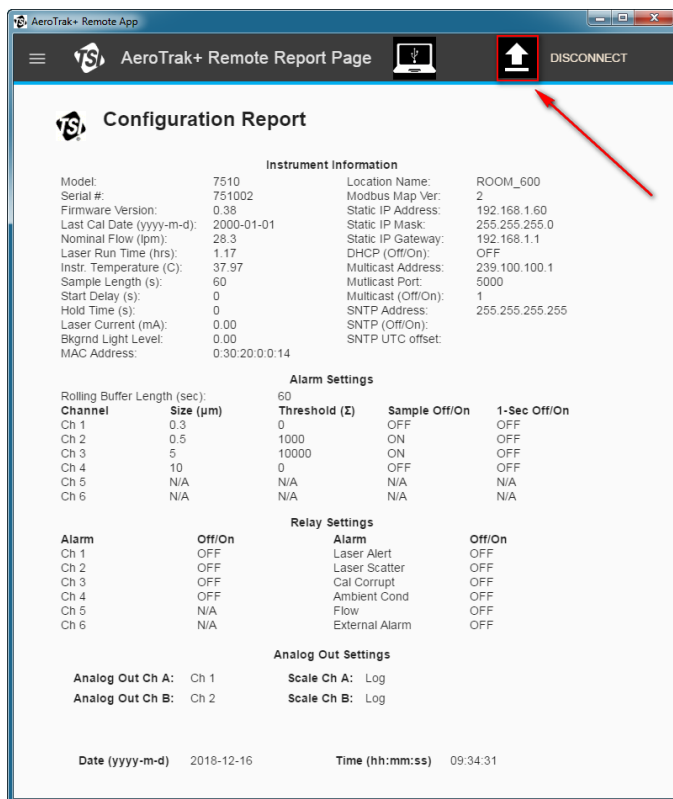 AeroTrak+ Remote App
TSI AeroTrak+ Remote Report Page DISCONNECT
TSI Configuration Report
Instrument Information
Model: 7510 Location Name: ROOM_600
Serial #: 751002 Modbus Map Ver: 2
Firmware Version: 0.38 Static IP Address: 192.168.1.60
Last Cal Date (yyyy-m-d): 2000-01-01 Static IP Mask: 255.255.255.0
Nominal Flow (lpm): 28.3 Static IP Gateway: 192.168.1.1
Laser Run Time (hrs): 1.17 DHCP (Off/On): OFF
Instr. Temperature (C): 37.97 Multicast Address: 239.100.100.1
Sample Length (s): 60 Mutlicast Port: 5000
Start Delay (s): 0 Multicast (Off/On): 1
Hold Time (s): 0 SNTP Address: 255.255.255.255
Laser Current (mA): 0.00 SNTP (Off/On):
Bkgrnd Light Level: 0.00 SNTP UTC offset:
MAC Address: 0:30:20:0:0:14
Alarm Settings
Rolling Buffer Length (sec): 60
Channel Size (µm) Threshold (Σ) Sample Off/On 1-Sec Off/On
Ch 1 0.3 0 OFF OFF
Ch 2 0.5 1000 ON OFF
Ch 3 5 10000 ON OFF
Ch 4 10 0 OFF OFF
Ch 5 N/A N/A N/A N/A
Ch 6 N/A N/A N/A N/A
Relay Settings
Alarm Off/On Alarm Off/On
Ch 1 OFF Laser Alert OFF
Ch 2 OFF Laser Scatter OFF
Ch 3 OFF Cal Corrupt OFF
Ch 4 OFF Ambient Cond OFF
Ch 5 N/A Flow OFF
Ch 6 N/A External Alarm OFF
Analog Out Settings
Analog Out Ch A: Ch 1 Scale Ch A: Log
Analog Out Ch B: Ch 2 Scale Ch B: Log
Date (yyyy-m-d) 2018-12-16 Time (hh:mm:ss) 09:34:31